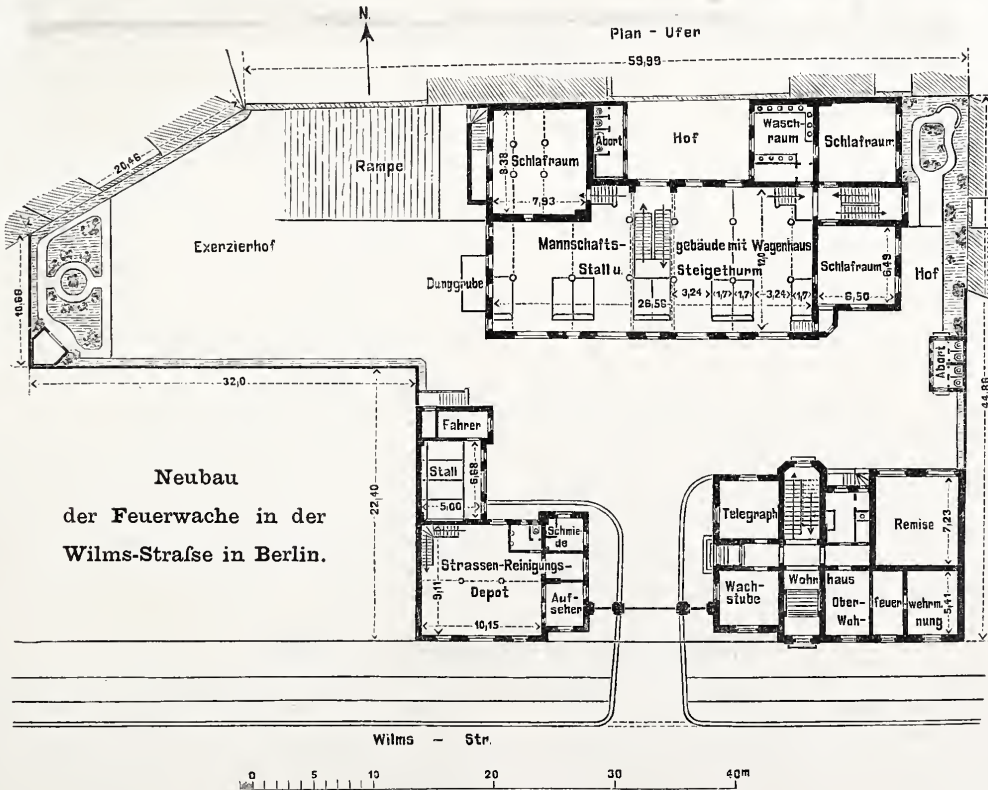 N.
Plan - Ufer
59,99
20,46
Rampe
8,38
Schlafraum
7,93
Abort
Hof
Wasch-
raum
Schlafraum
Exerzierhof
Mannschafts-
gebäude mit Wagenhaus
Stall u.
Steigethurm
12,0
Dunggrube
26,56
3,24
1,7
1,7
3,24
1,7
Schlafraum
6,49
6,50
Hof
10,66
32,0
Abort
44,86
Fahrer
Stall
6,68
5,00
22,40
Neubau
der Feuerwache in der
Wilms-Straſse in Berlin.
Schmie-
de
Strassen-Reinigungs-
Depot
9,11
10,15
Auf-
seher
Telegraph
Remise
7,23
Wach-
stube
Wohn
haus
Ober-
feuer
wehrm.
Woh-
nung
5,41
Wilms - Str.
0 5 10 20 30 40m